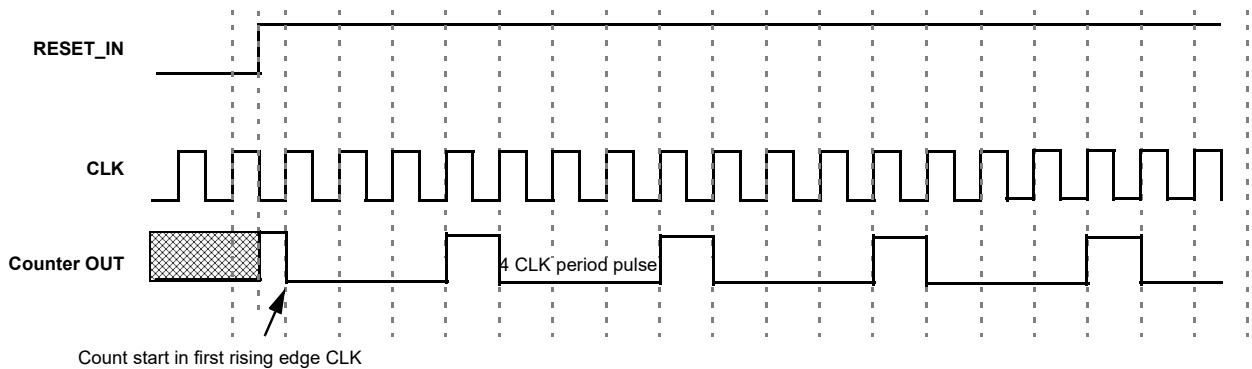 RESET_IN
CLK
Counter OUT
4 CLK period pulse
Count start in first rising edge CLK